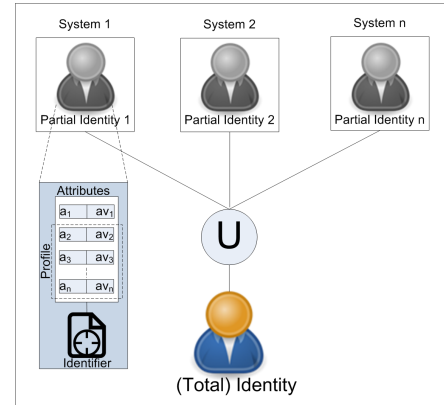 System 1 System 2 System n
Partial Identity 1 Partial Identity 2 Partial Identity n
Attributes
a1 av1
a2 av2
a3 av3
an avn
Profile
Identifier
U
(Total) Identity